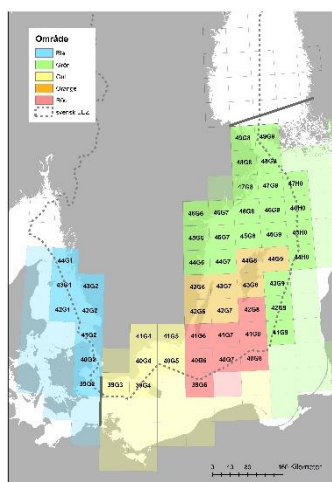 Område
Blå
Grön
Gul
Orange
Röd
svensk EEZ
49G8 49G9
48G8 48G9
47G8 47G9 47H0
46G6 46G7 46G8 46G9 46H0
45G6 45G7 45G8 45G9 45H0
44G1 44G6 44G7 44G8 44G9 44H0
43G1 43G2 43G6 43G7 43G8 43G9
42G1 42G2 42G6 42G7 42G8 42G9
41G2 41G4 41G5 41G6 41G7 41G8 41G9
40G2 40G4 40G5 40G6 40G7 40G8
39G2 39G3 39G4 39G6
0 80 160 Kilometer